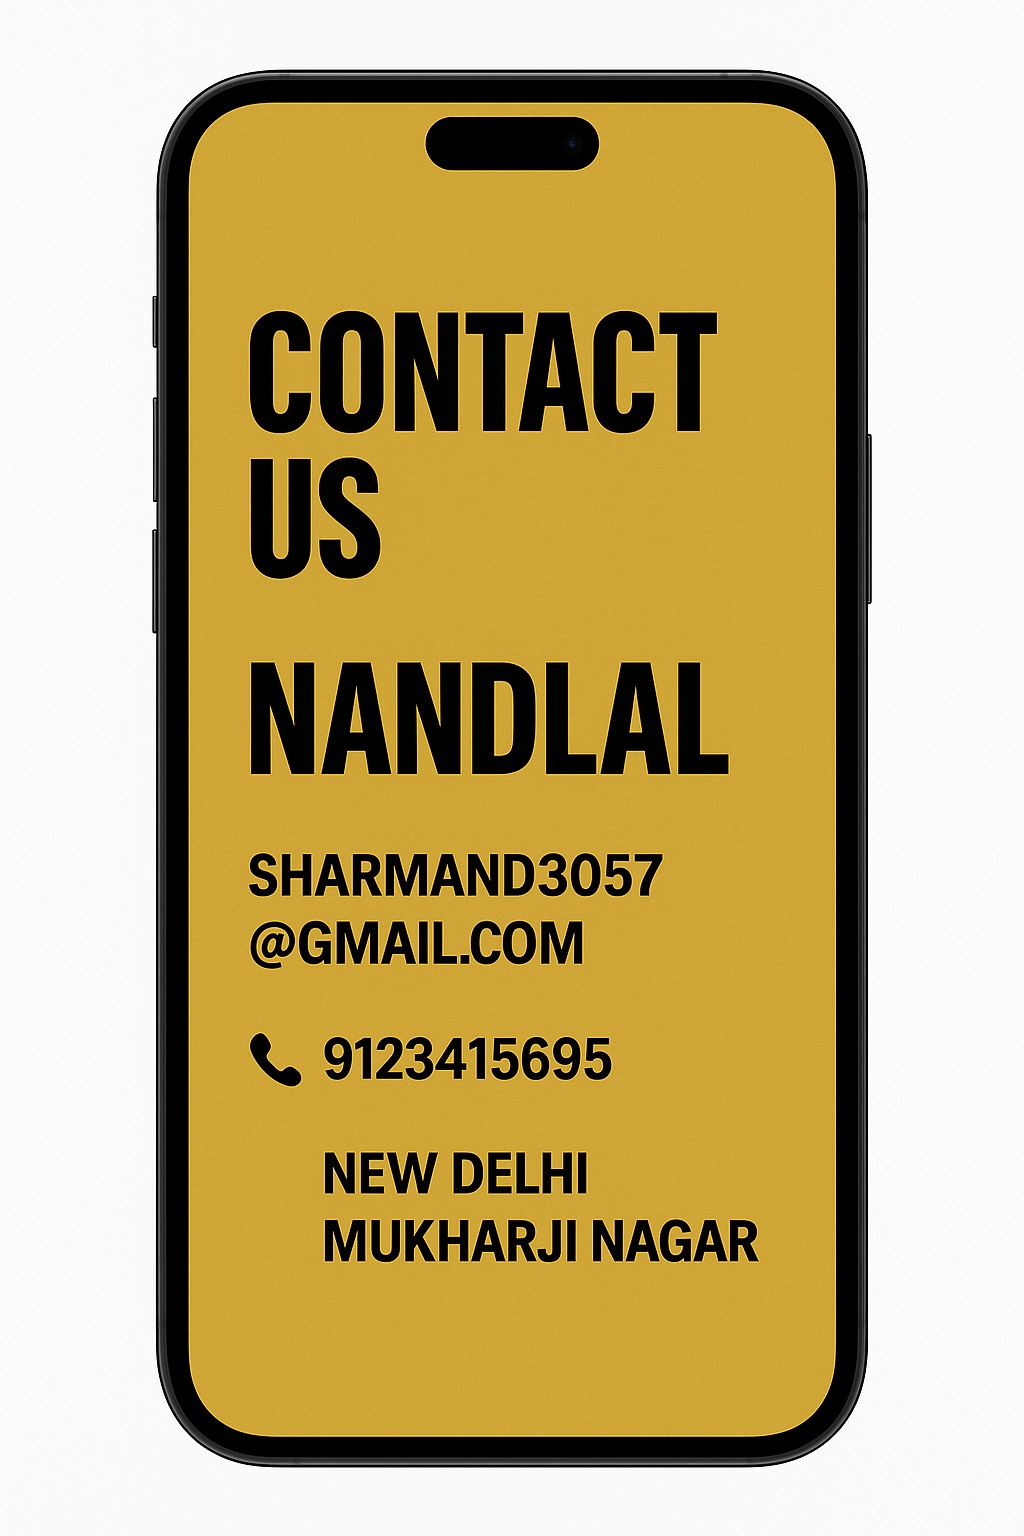 CONTACT
US
NANDLAL
SHARMAND3057
@GMAIL.COM
9123415695
NEW DELHI
MUKHARJI NAGAR